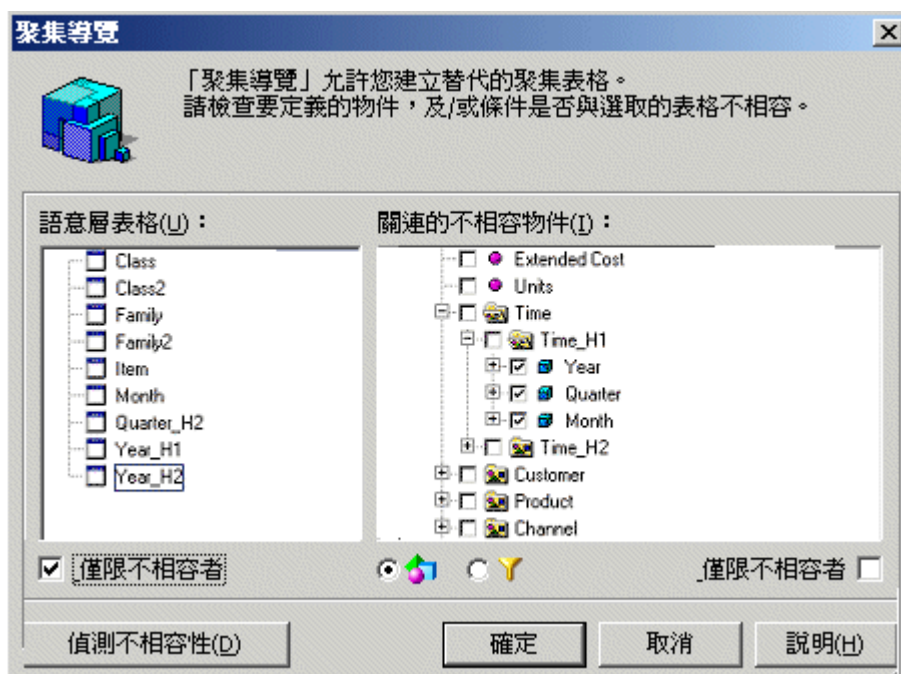 聚集導覽
「聚集導覽」允許您建立替代的聚集表格。
請檢查要定義的物件，及/或條件是否與選取的表格不相容。
語意層表格(U)：
關連的不相容物件(I)：
Class
Class2
Family
Family2
Item
Month
Quarter_H2
Year_H1
Year_H2
Extended Cost
Units
Time
Time_H1
Year
Quarter
Month
Time_H2
Customer
Product
Channel
僅限不相容者
僅限不相容者
偵測不相容性(D)
確定
取消
說明(H)